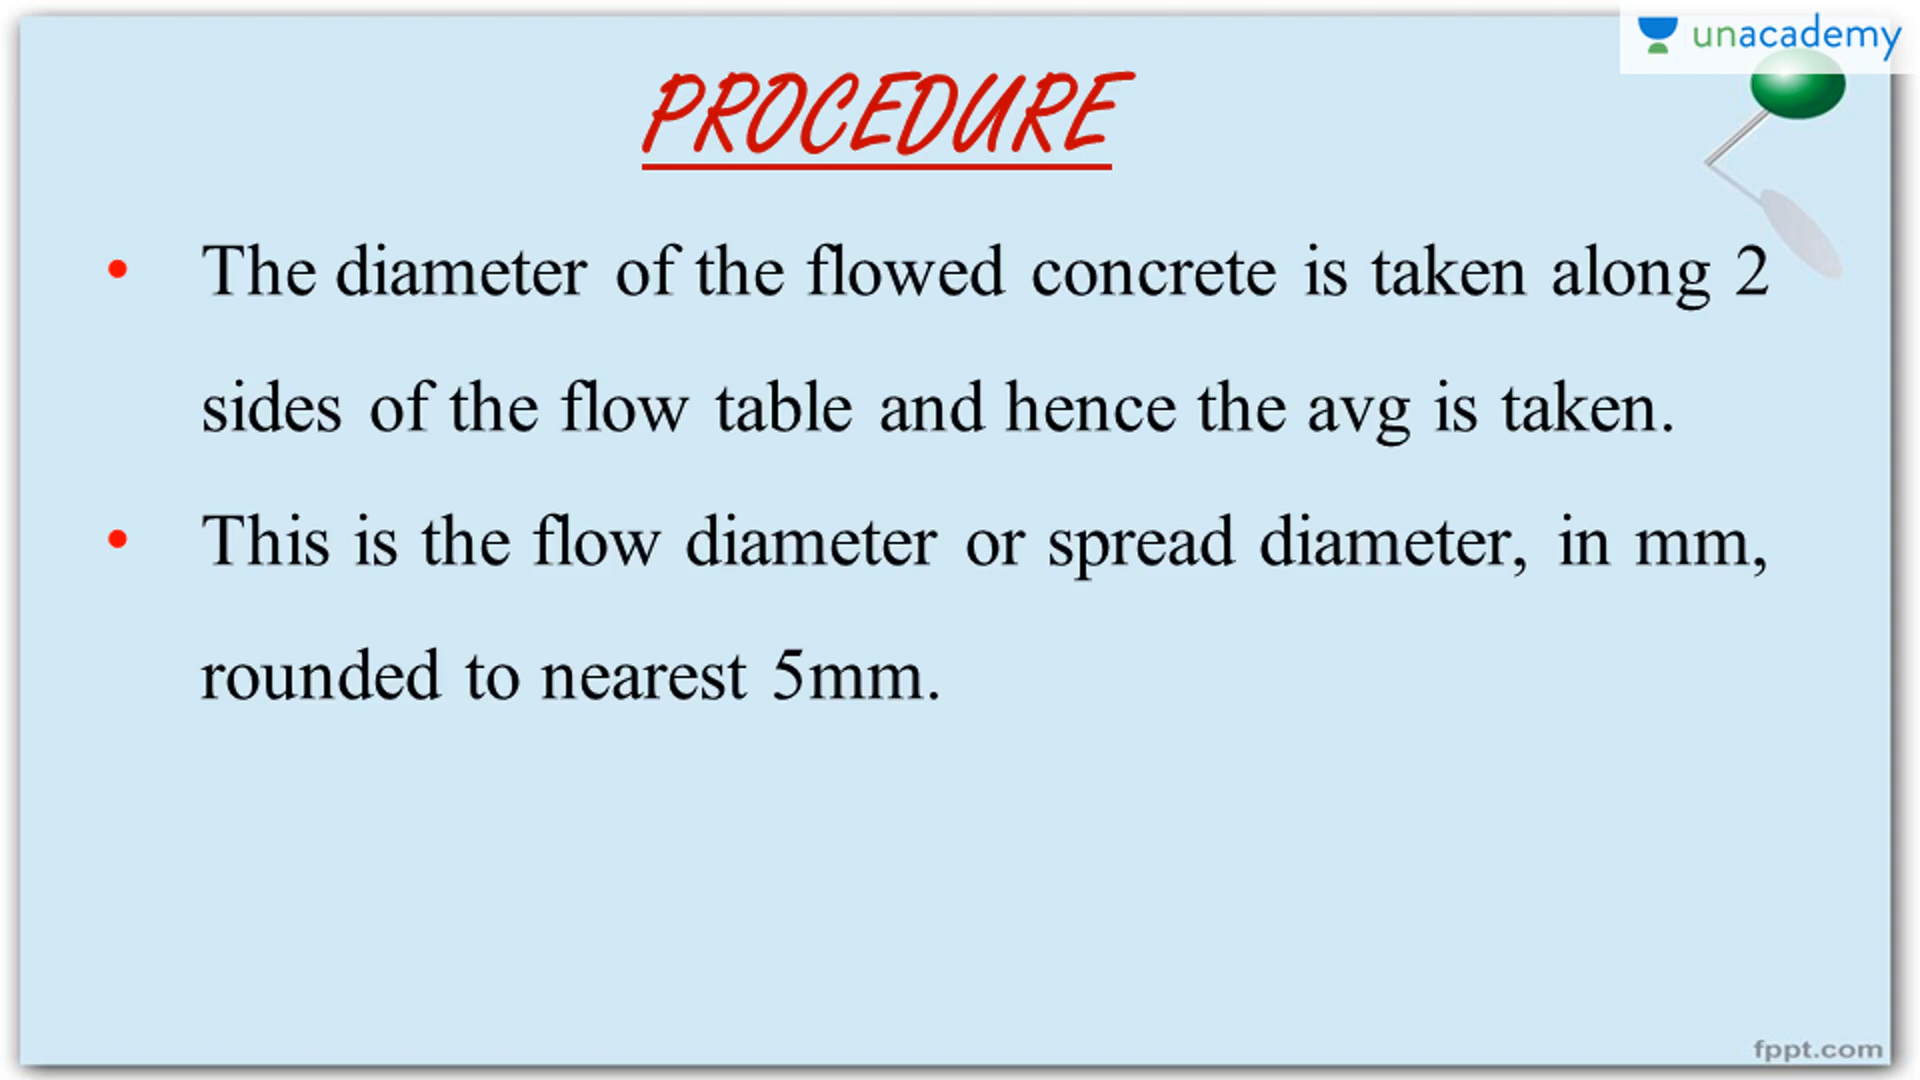 unacademy
PROCEDURE
• The diameter of the flowed concrete is taken along 2
sides of the flow table and hence the avg is taken.
• This is the flow diameter or spread diameter, in mm,
rounded to nearest 5mm.
fppt.com